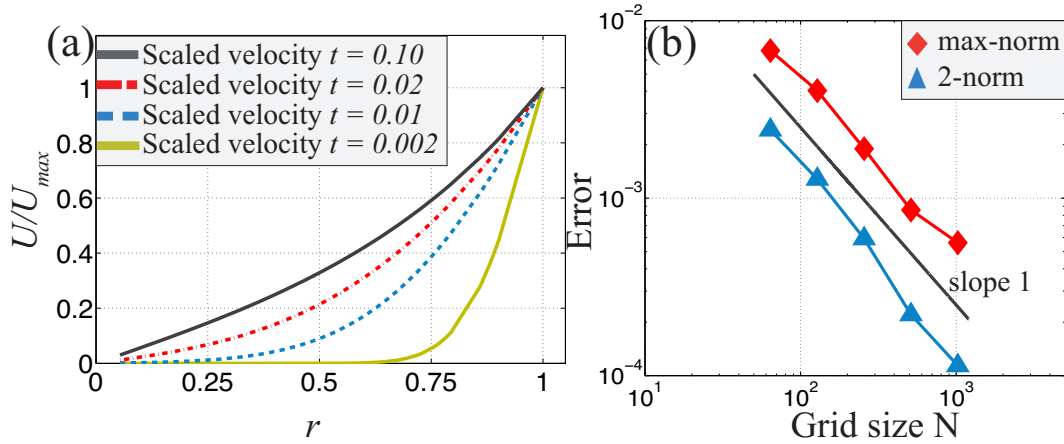 (a)
Scaled velocity t = 0.10
Scaled velocity t = 0.02
Scaled velocity t = 0.01
Scaled velocity t = 0.002
1
0.8
0.6
0.4
0.2
0
U/U_max
0
0.25
0.5
0.75
1
r
(b)
max-norm
2-norm
10^-2
10^-3
10^-4
Error
slope 1
10^1
10^2
10^3
Grid size N